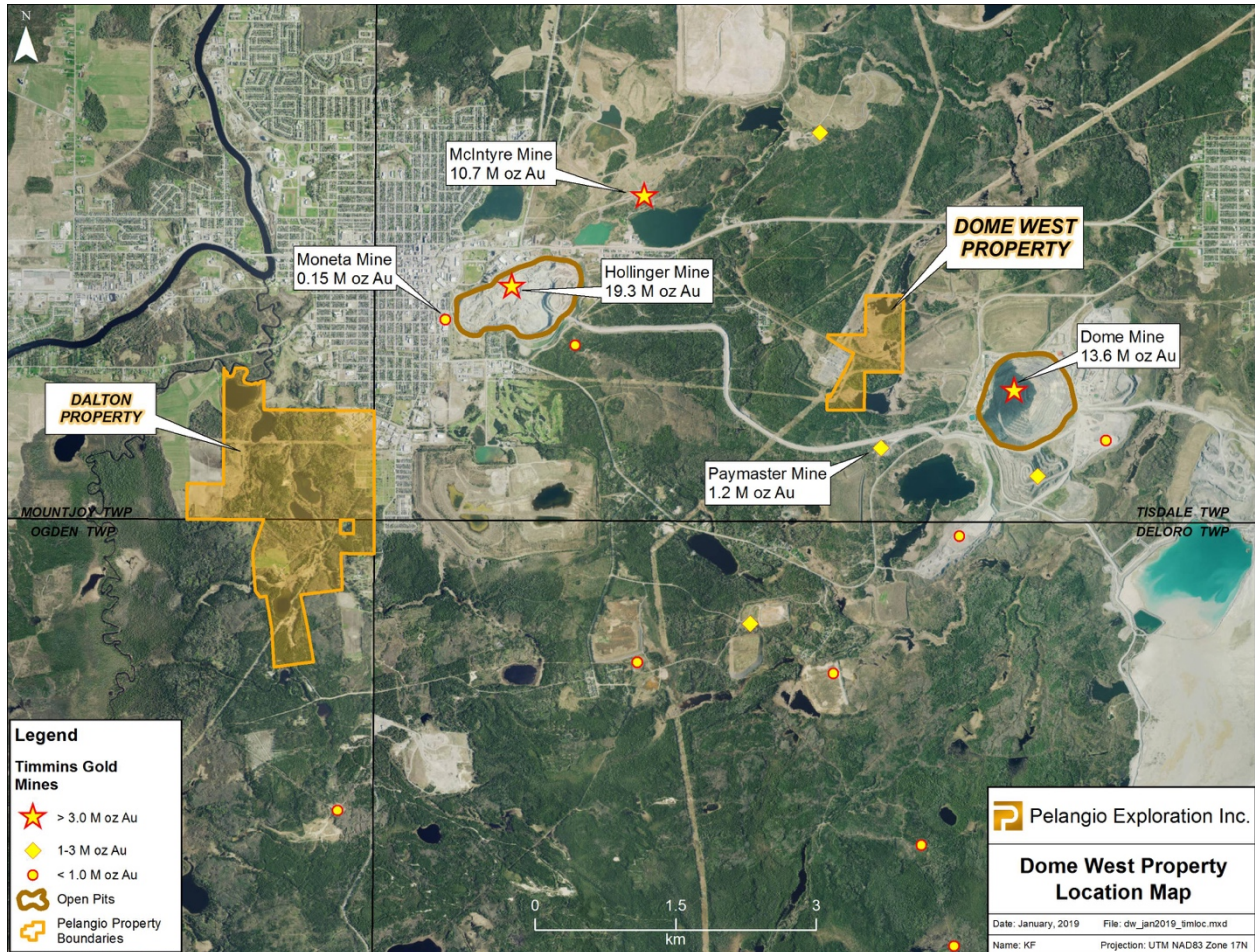 N
McIntyre Mine
10.7 M oz Au
DOME WEST
PROPERTY
Moneta Mine
0.15 M oz Au
Hollinger Mine
19.3 M oz Au
Dome Mine
13.6 M oz Au
DALTON
PROPERTY
Paymaster Mine
1.2 M oz Au
MOUNTJOY TWP
OGDEN TWP
TISDALE TWP
DELORO TWP
Legend
Timmins Gold
Mines
> 3.0 M oz Au
1-3 M oz Au
< 1.0 M oz Au
Open Pits
Pelangio Property
Boundaries
0 1.5 3
km
Pelangio Exploration Inc.
Dome West Property
Location Map
Date: January, 2019 File: dw_jan2019_timloc.mxd
Name: KF Projection: UTM NAD83 Zone 17N